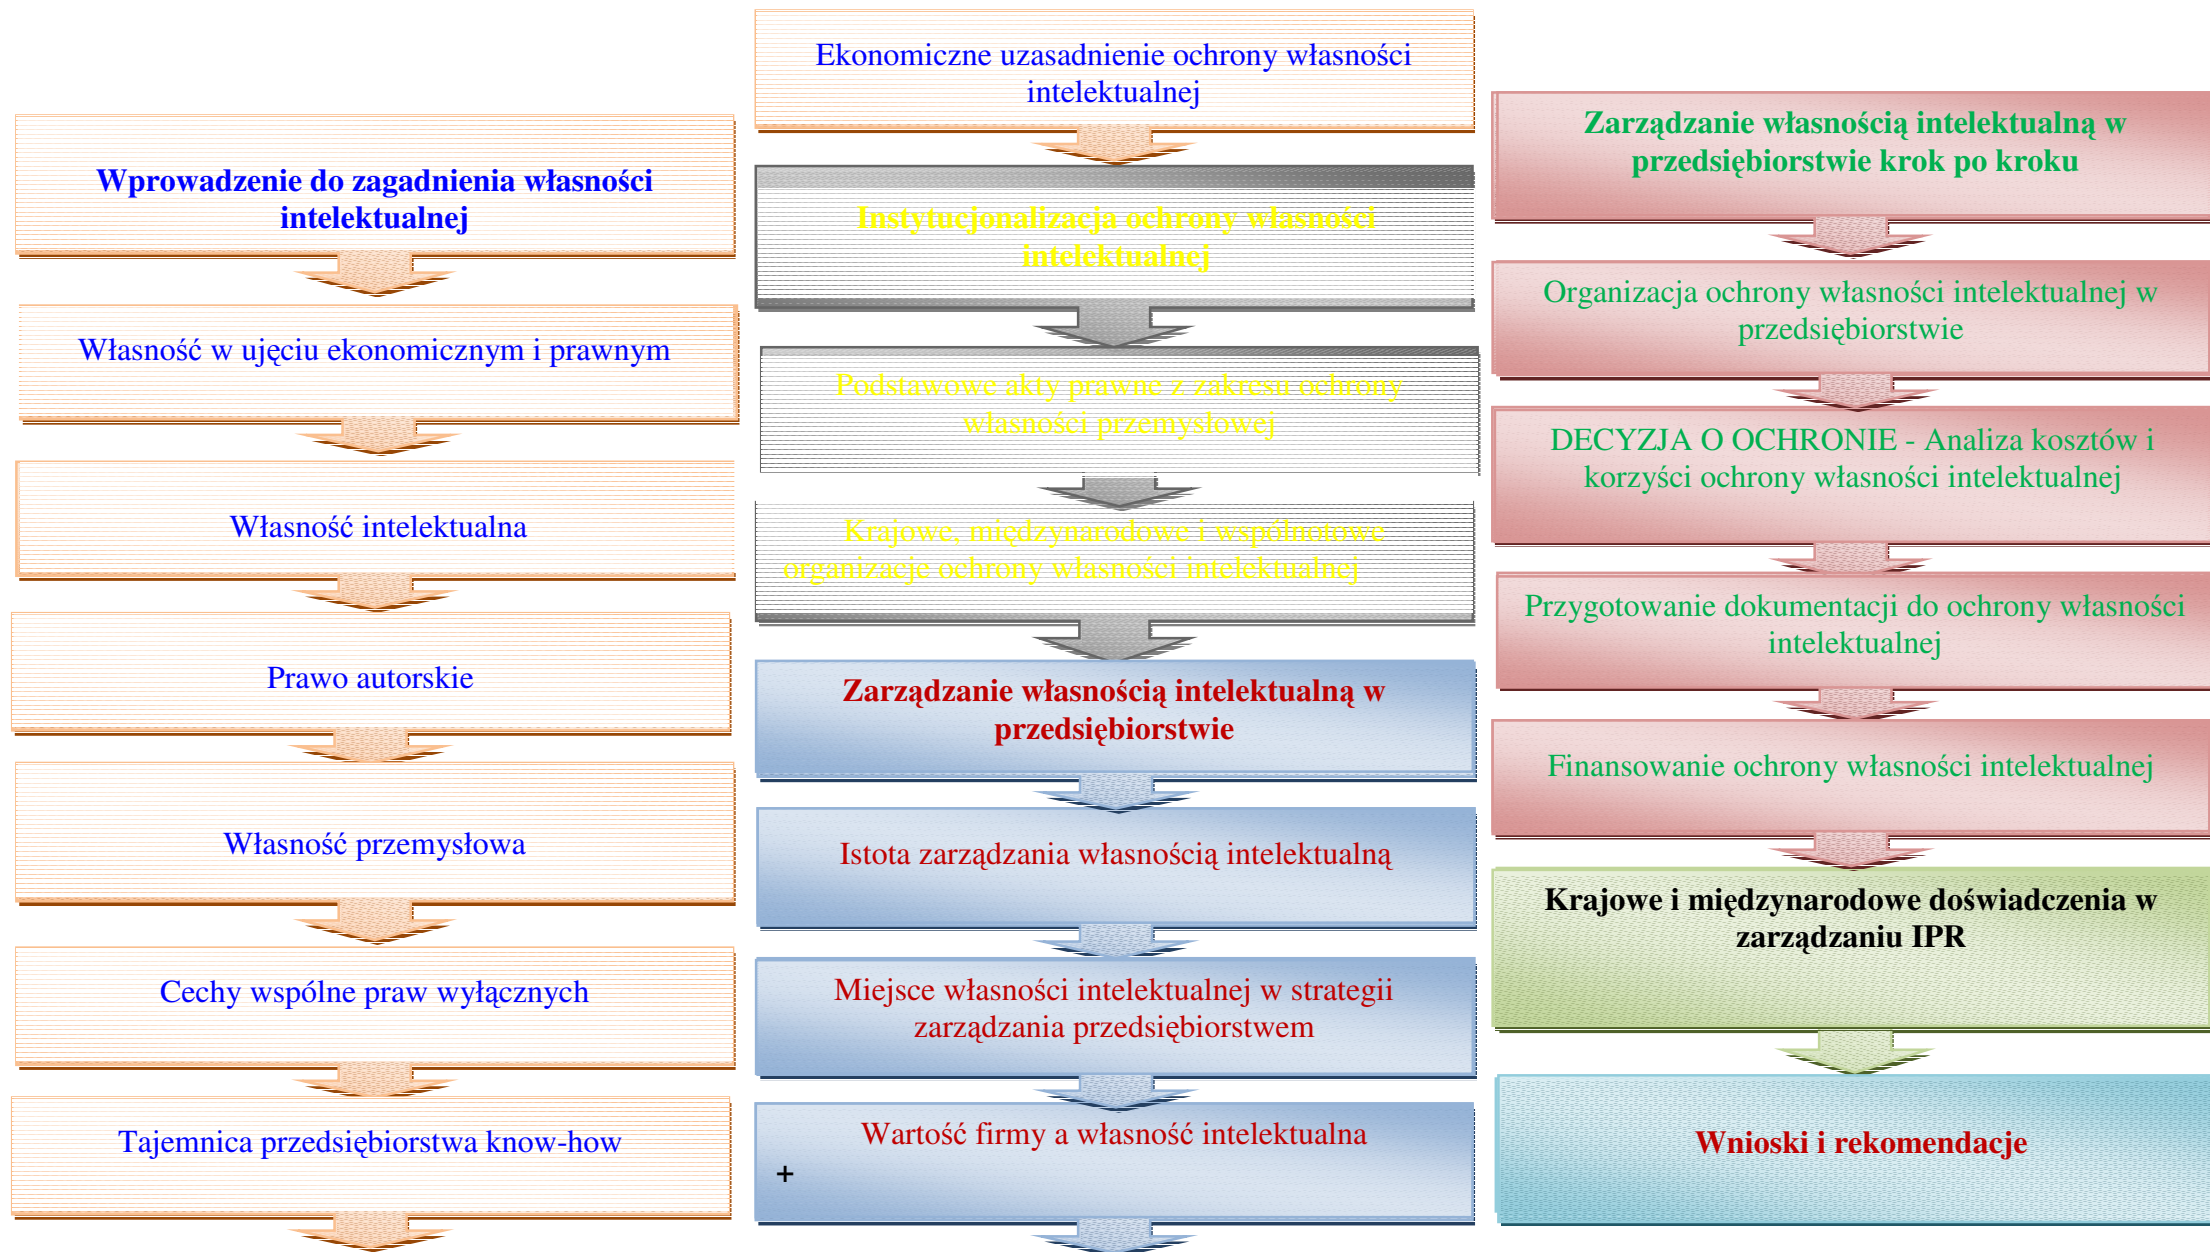 Wprowadzenie do zagadnienia własności
intelektualnej
Własność w ujęciu ekonomicznym i prawnym
Własność intelektualna
Prawo autorskie
Własność przemysłowa
Cechy wspólne praw wyłącznych
Tajemnica przedsiębiorstwa know-how
Ekonomiczne uzasadnienie ochrony własności
intelektualnej
Instytucjonalizacja ochrony własności
intelektualnej
Podstawowe akty prawne z zakresu ochrony
własności przemysłowej
Krajowe, międzynarodowe i wspólnotowe
organizacje ochrony własności intelektualnej
Zarządzanie własnością intelektualną w
przedsiębiorstwie
Istota zarządzania własnością intelektualną
Miejsce własności intelektualnej w strategii
zarządzania przedsiębiorstwem
Wartość firmy a własność intelektualna
+
Zarządzanie własnością intelektualną w
przedsiębiorstwie krok po kroku
Organizacja ochrony własności intelektualnej w
przedsiębiorstwie
DECYZJA O OCHRONIE - Analiza kosztów i
korzyści ochrony własności intelektualnej
Przygotowanie dokumentacji do ochrony własności
intelektualnej
Finansowanie ochrony własności intelektualnej
Krajowe i międzynarodowe doświadczenia w
zarządzaniu IPR
Wnioski i rekomendacje